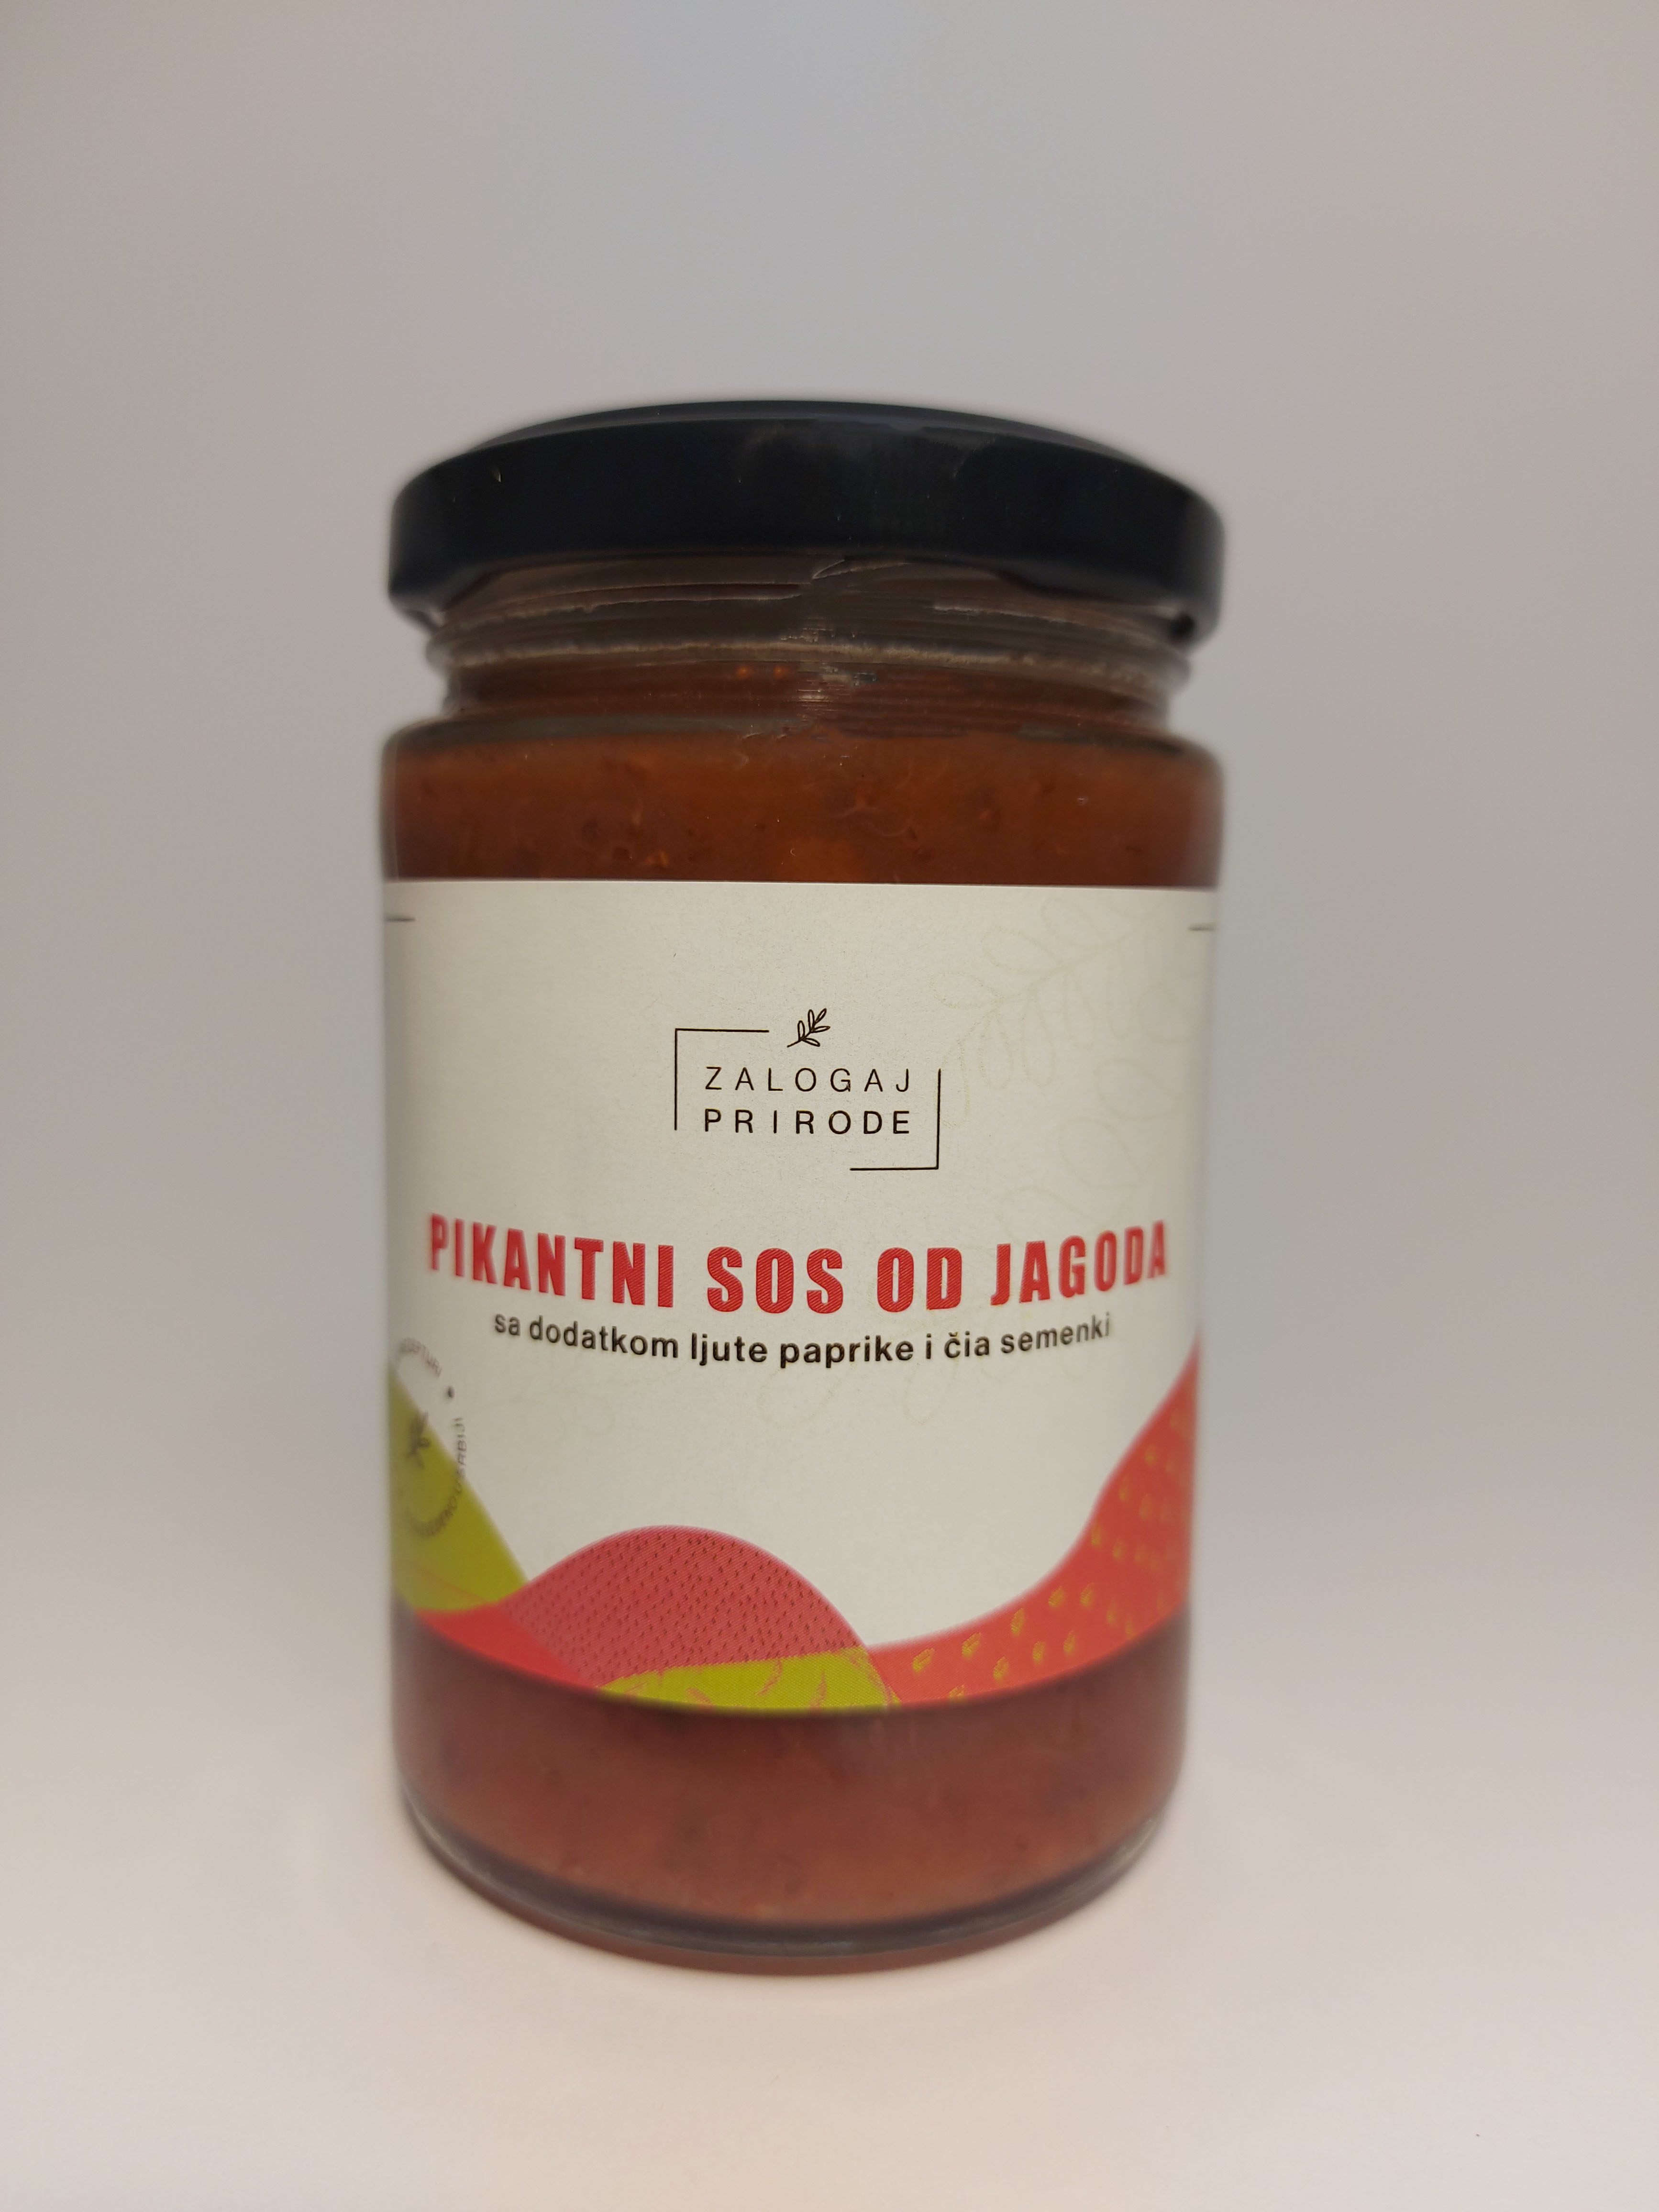 ZALOGAJ
PRIRODE
PIKANTNI SOS OD JAGODA
sa dodatkom ljute paprike i čia semenki